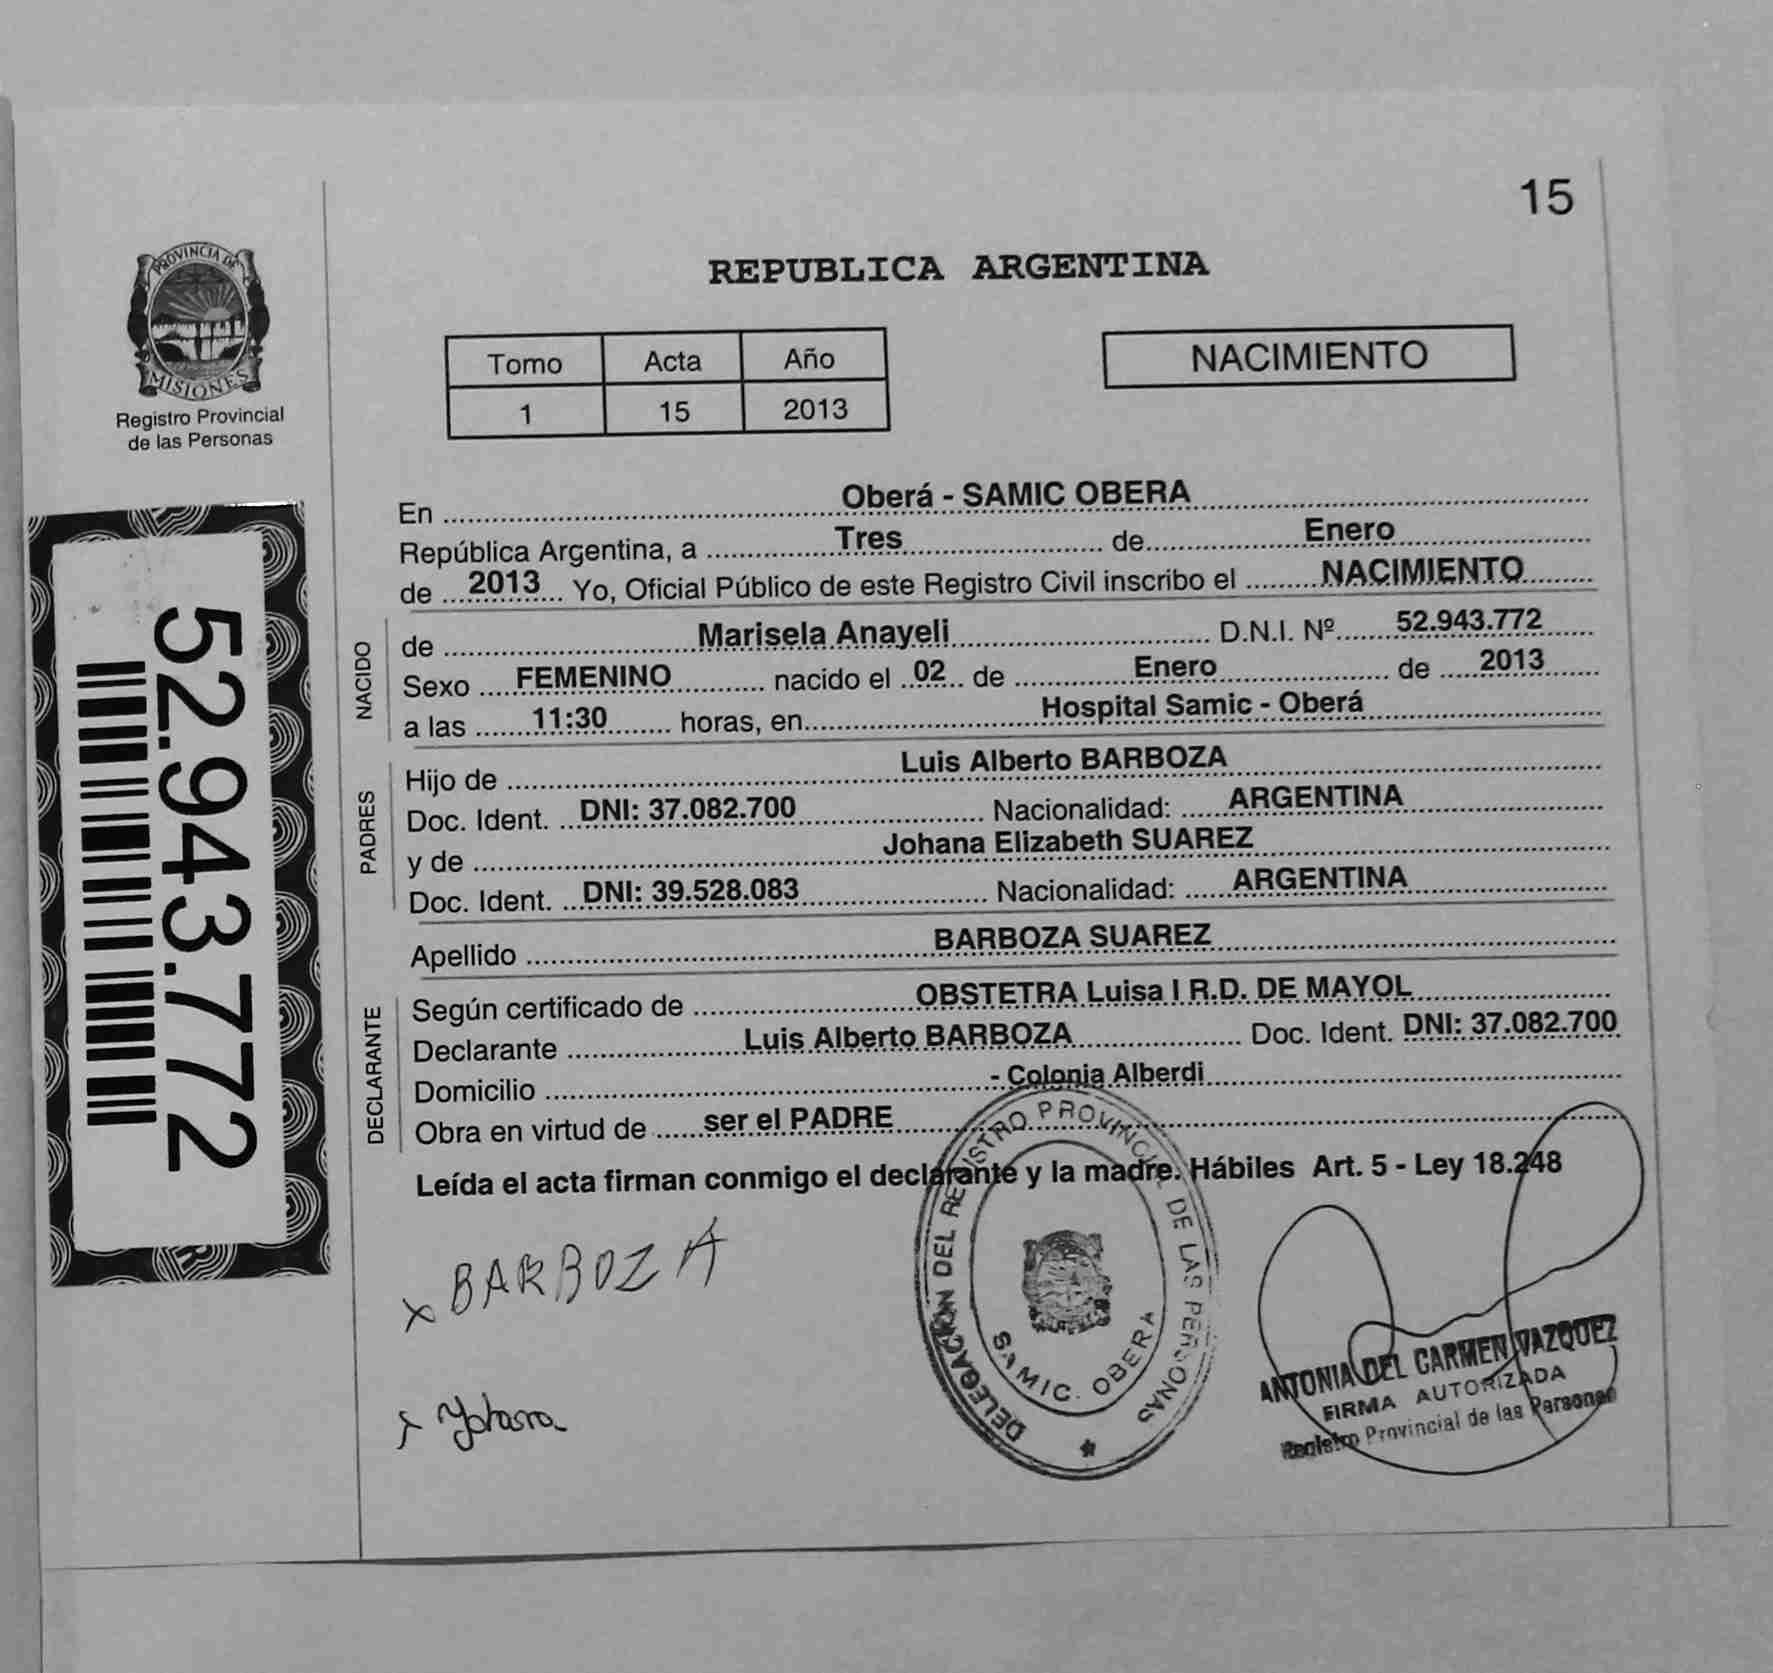 15
PROVINCIA DE
MISIONES
Registro Provincial
de las Personas
REPUBLICA ARGENTINA
Tomo Acta Año
1 15 2013
NACIMIENTO
52.943.772
En Oberá - SAMIC OBERA
República Argentina, a Tres de Enero
de 2013 Yo, Oficial Público de este Registro Civil inscribo el NACIMIENTO
NACIDO
de Marisela Anayeli D.N.I. Nº 52.943.772
Sexo FEMENINO nacido el 02 de Enero de 2013
a las 11:30 horas, en Hospital Samic - Oberá
PADRES
Hijo de Luis Alberto BARBOZA
Doc. Ident. DNI: 37.082.700 Nacionalidad: ARGENTINA
y de Johana Elizabeth SUAREZ
Doc. Ident. DNI: 39.528.083 Nacionalidad: ARGENTINA
Apellido BARBOZA SUAREZ
DECLARANTE
Según certificado de OBSTETRA Luisa I R.D. DE MAYOL
Declarante Luis Alberto BARBOZA Doc. Ident. DNI: 37.082.700
Domicilio - Colonia Alberdi
Obra en virtud de ser el PADRE
Leída el acta firman conmigo el declarante y la madre. Hábiles Art. 5 - Ley 18.248
x BARBOZA
DELEGACIÓN DEL REGISTRO PROVINCIAL DE LAS PERSONAS
SAMIC. OBERA
ANTONIA DEL CARMEN VAZQUEZ
FIRMA AUTORIZADA
Registro Provincial de las Personas